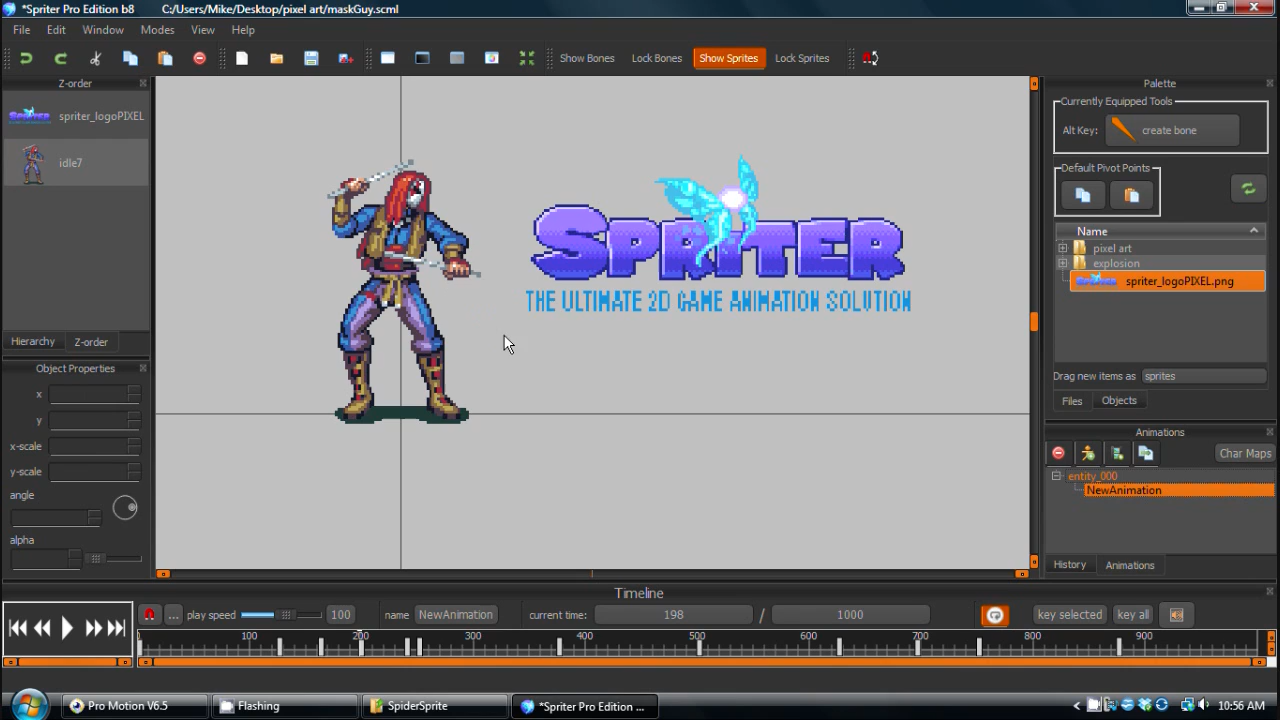 *Spriter Pro Edition b8 C:/Users/Mike/Desktop/pixel art/maskGuy.scml
File Edit Window Modes View Help
Show Bones Lock Bones Show Sprites Lock Sprites
Z-order
spriter_logoPIXEL
idle7
Hierarchy Z-order
Object Properties
x
y
x-scale
y-scale
angle
alpha
SPRITER
THE ULTIMATE 2D GAME ANIMATION SOLUTION
Palette
Currently Equipped Tools
Alt Key: create bone
Default Pivot Points
Name
pixel art
explosion
spriter_logoPIXEL.png
Drag new items as sprites
Files Objects
Animations
Char Maps
entity_000
NewAnimation
History Animations
Timeline
... play speed 100 name NewAnimation current time: 198 / 1000 key selected key all
100 200 300 400 500 600 700 800 900
Pro Motion V6.5 Flashing SpiderSprite *Spriter Pro Edition ... 10:56 AM